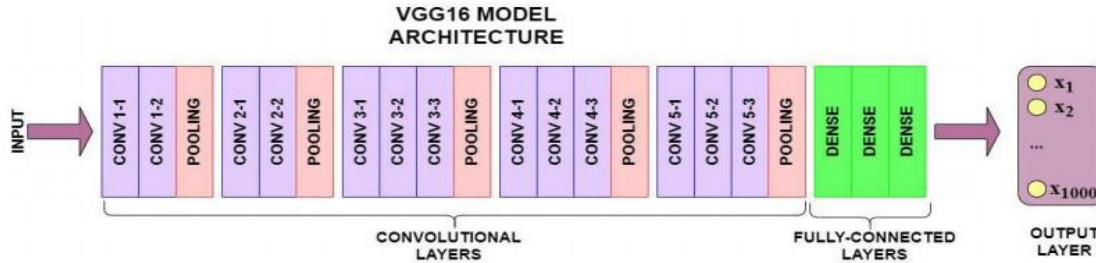 VGG16 MODEL
ARCHITECTURE
INPUT
CONV 1-1
CONV 1-2
POOLING
CONV 2-1
CONV 2-2
POOLING
CONV 3-1
CONV 3-2
CONV 3-3
POOLING
CONV 4-1
CONV 4-2
CONV 4-3
POOLING
CONV 5-1
CONV 5-2
CONV 5-3
POOLING
DENSE
DENSE
DENSE
x1
x2
...
x1000
CONVOLUTIONAL
LAYERS
FULLY-CONNECTED
LAYERS
OUTPUT
LAYER